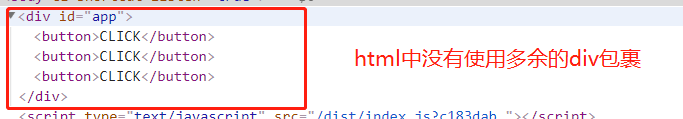 <div id="app">
<button>CLICK</button>
<button>CLICK</button>
<button>CLICK</button>
</div>
html中没有使用多余的div包裹
<script type="text/javascript" src="/dist/index.js?c183dab…"></script>